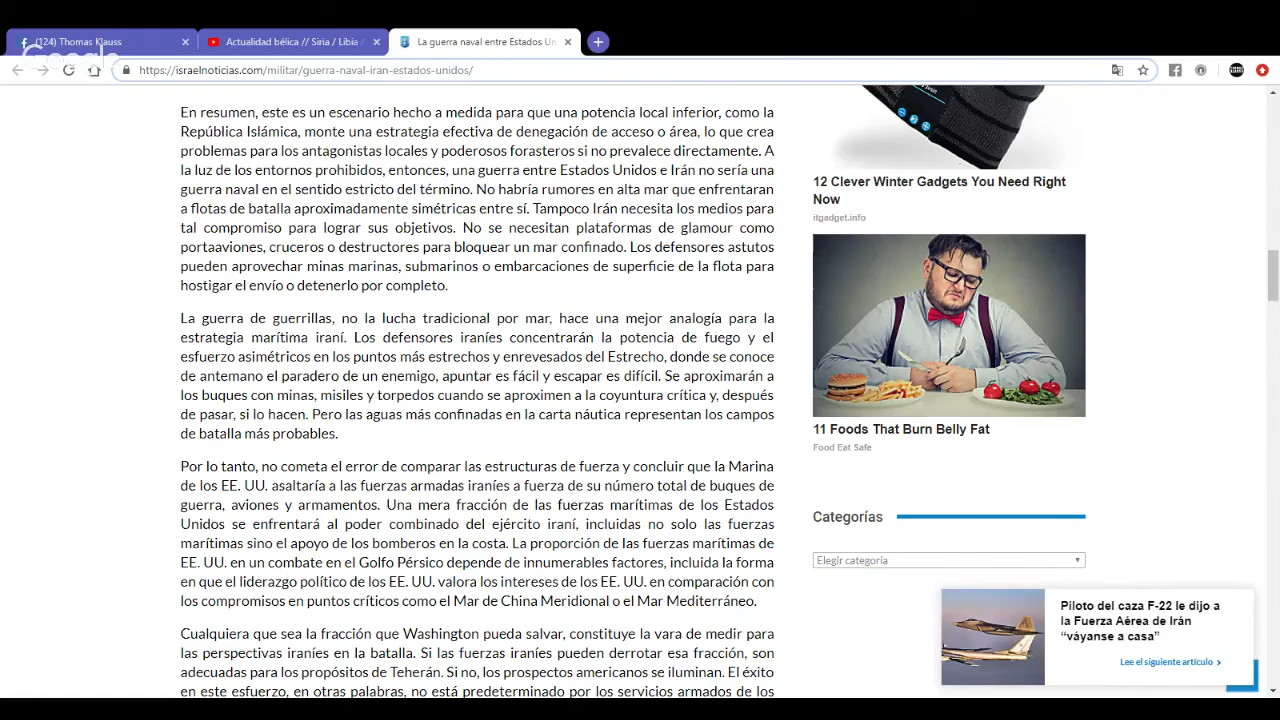 (124) Thomas Klauss
Actualidad bélica // Siria / Libia
La guerra naval entre Estados Un
Google
https://israelnoticias.com/militar/guerra-naval-iran-estados-unidos/
En resumen, este es un escenario hecho a medida para que una potencia local inferior, como la
República Islámica, monte una estrategia efectiva de denegación de acceso o área, lo que crea
problemas para los antagonistas locales y poderosos forasteros si no prevalece directamente. A
la luz de los entornos prohibidos, entonces, una guerra entre Estados Unidos e Irán no sería una
guerra naval en el sentido estricto del término. No habría rumores en alta mar que enfrentaran
a flotas de batalla aproximadamente simétricas entre sí. Tampoco Irán necesita los medios para
tal compromiso para lograr sus objetivos. No se necesitan plataformas de glamour como
portaaviones, cruceros o destructores para bloquear un mar confinado. Los defensores astutos
pueden aprovechar minas marinas, submarinos o embarcaciones de superficie de la flota para
hostigar el envío o detenerlo por completo.
La guerra de guerrillas, no la lucha tradicional por mar, hace una mejor analogía para la
estrategia marítima iraní. Los defensores iraníes concentrarán la potencia de fuego y el
esfuerzo asimétricos en los puntos más estrechos y enrevesados del Estrecho, donde se conoce
de antemano el paradero de un enemigo, apuntar es fácil y escapar es difícil. Se aproximarán a
los buques con minas misiles y torpedos cuando se aproximen a la coyuntura crítica y, después
de pasar, si lo hacen. Pero las aguas más confinadas en la carta náutica representan los campos
de batalla más probables.
Por lo tanto, no cometa el error de comparar las estructuras de fuerza y concluir que la Marina
de los EE. UU. asaltaría a las fuerzas armadas iraníes a fuerza de su número total de buques de
guerra, aviones y armamentos. Una mera fracción de las fuerzas marítimas de los Estados
Unidos se enfrentará al poder combinado del ejército iraní, incluidas no solo las fuerzas
marítimas sino el apoyo de los bomberos en la costa. La proporción de las fuerzas marítimas de
EE. UU. en un combate en el Golfo Pérsico depende de innumerables factores, incluida la forma
en que el liderazgo político de los EE. UU. valora los intereses de los EE. UU. en comparación con
los compromisos en puntos críticos como el Mar de China Meridional o el Mar Mediterráneo.
Cualquiera que sea la fracción que Washington pueda salvar, constituye la vara de medir para
las perspectivas iraníes en la batalla. Si las fuerzas iraníes pueden derrotar esa fracción, son
adecuadas para los propósitos de Teherán. Si no, los prospectos americanos se iluminan. El éxito
en este esfuerzo, en otras palabras, no está predeterminado por los servicios armados de los
12 Clever Winter Gadgets You Need Right
Now
itgadget.info
11 Foods That Burn Belly Fat
Food Eat Safe
Categorías
Elegir categoría
Piloto del caza F-22 le dijo a
la Fuerza Aérea de Irán
“váyanse a casa”
Lee el siguiente artículo